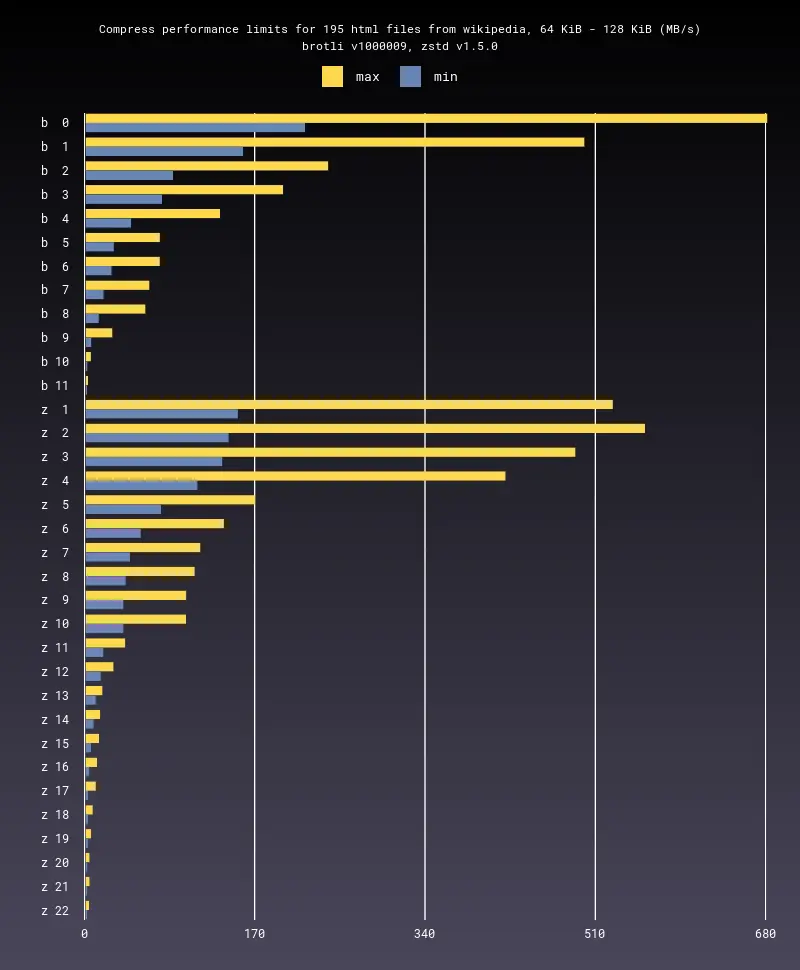 Compress performance limits for 195 html files from wikipedia, 64 KiB - 128 KiB (MB/s)
brotli v1000009, zstd v1.5.0
max min
b 0
b 1
b 2
b 3
b 4
b 5
b 6
b 7
b 8
b 9
b 10
b 11
z 1
z 2
z 3
z 4
z 5
z 6
z 7
z 8
z 9
z 10
z 11
z 12
z 13
z 14
z 15
z 16
z 17
z 18
z 19
z 20
z 21
z 22
0 170 340 510 680